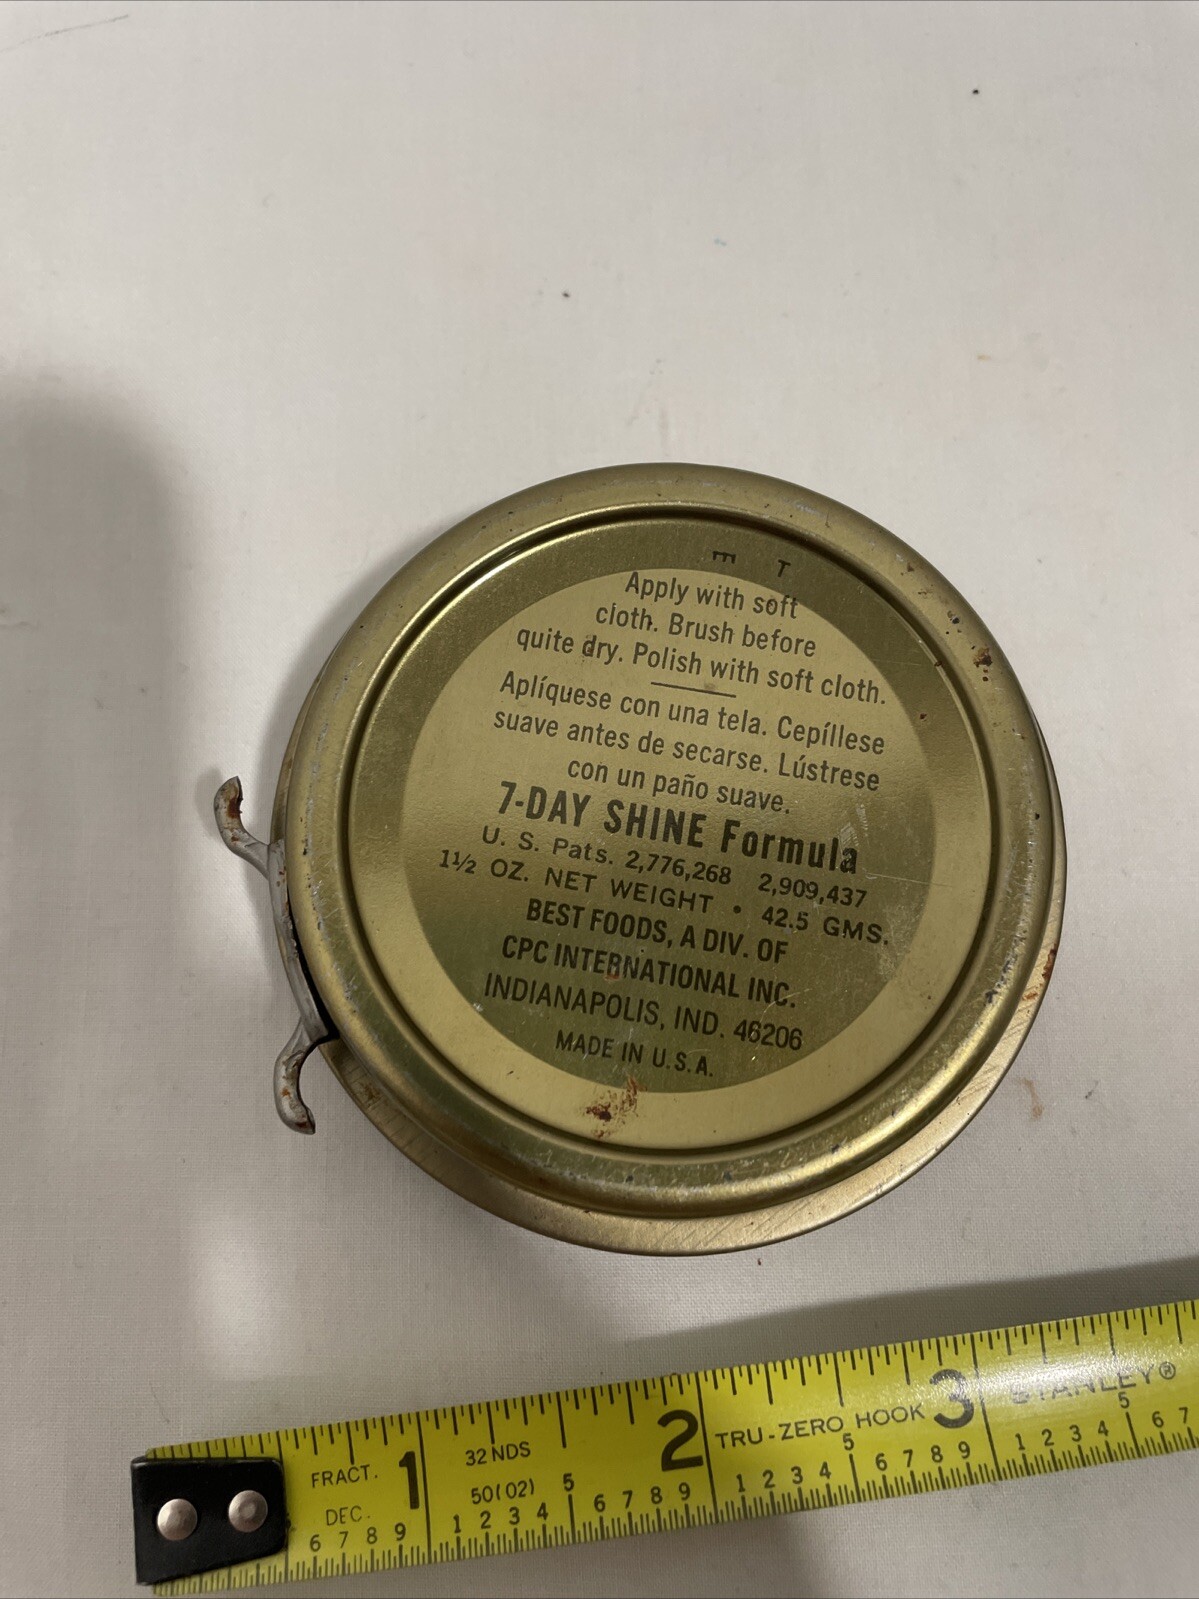 E T
Apply with soft
cloth. Brush before
quite dry. Polish with soft cloth.
Aplíquese con una tela. Cepíllese
suave antes de secarse. Lústrese
con un paño suave.
7-DAY SHINE Formula
U. S. Pats. 2,776,268 2,909,437
1½ OZ. NET WEIGHT • 42.5 GMS.
BEST FOODS, A DIV. OF
CPC INTERNATIONAL INC.
INDIANAPOLIS, IND. 46206
MADE IN U.S.A.
FRACT. 1 32 NDS 2 TRU-ZERO HOOK 3 STANLEY®
DEC. 50(02)
6 7 8 9 1 2 3 4 5 6 7 8 9 1 2 3 4 5 6 7 8 9 1 2 3 4 5 6 7